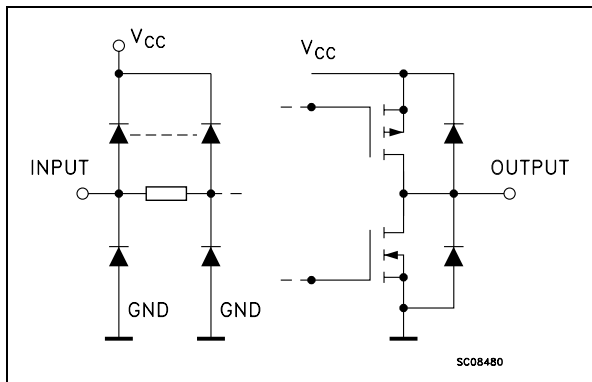 VCC
VCC
INPUT
OUTPUT
GND
GND
SC08480